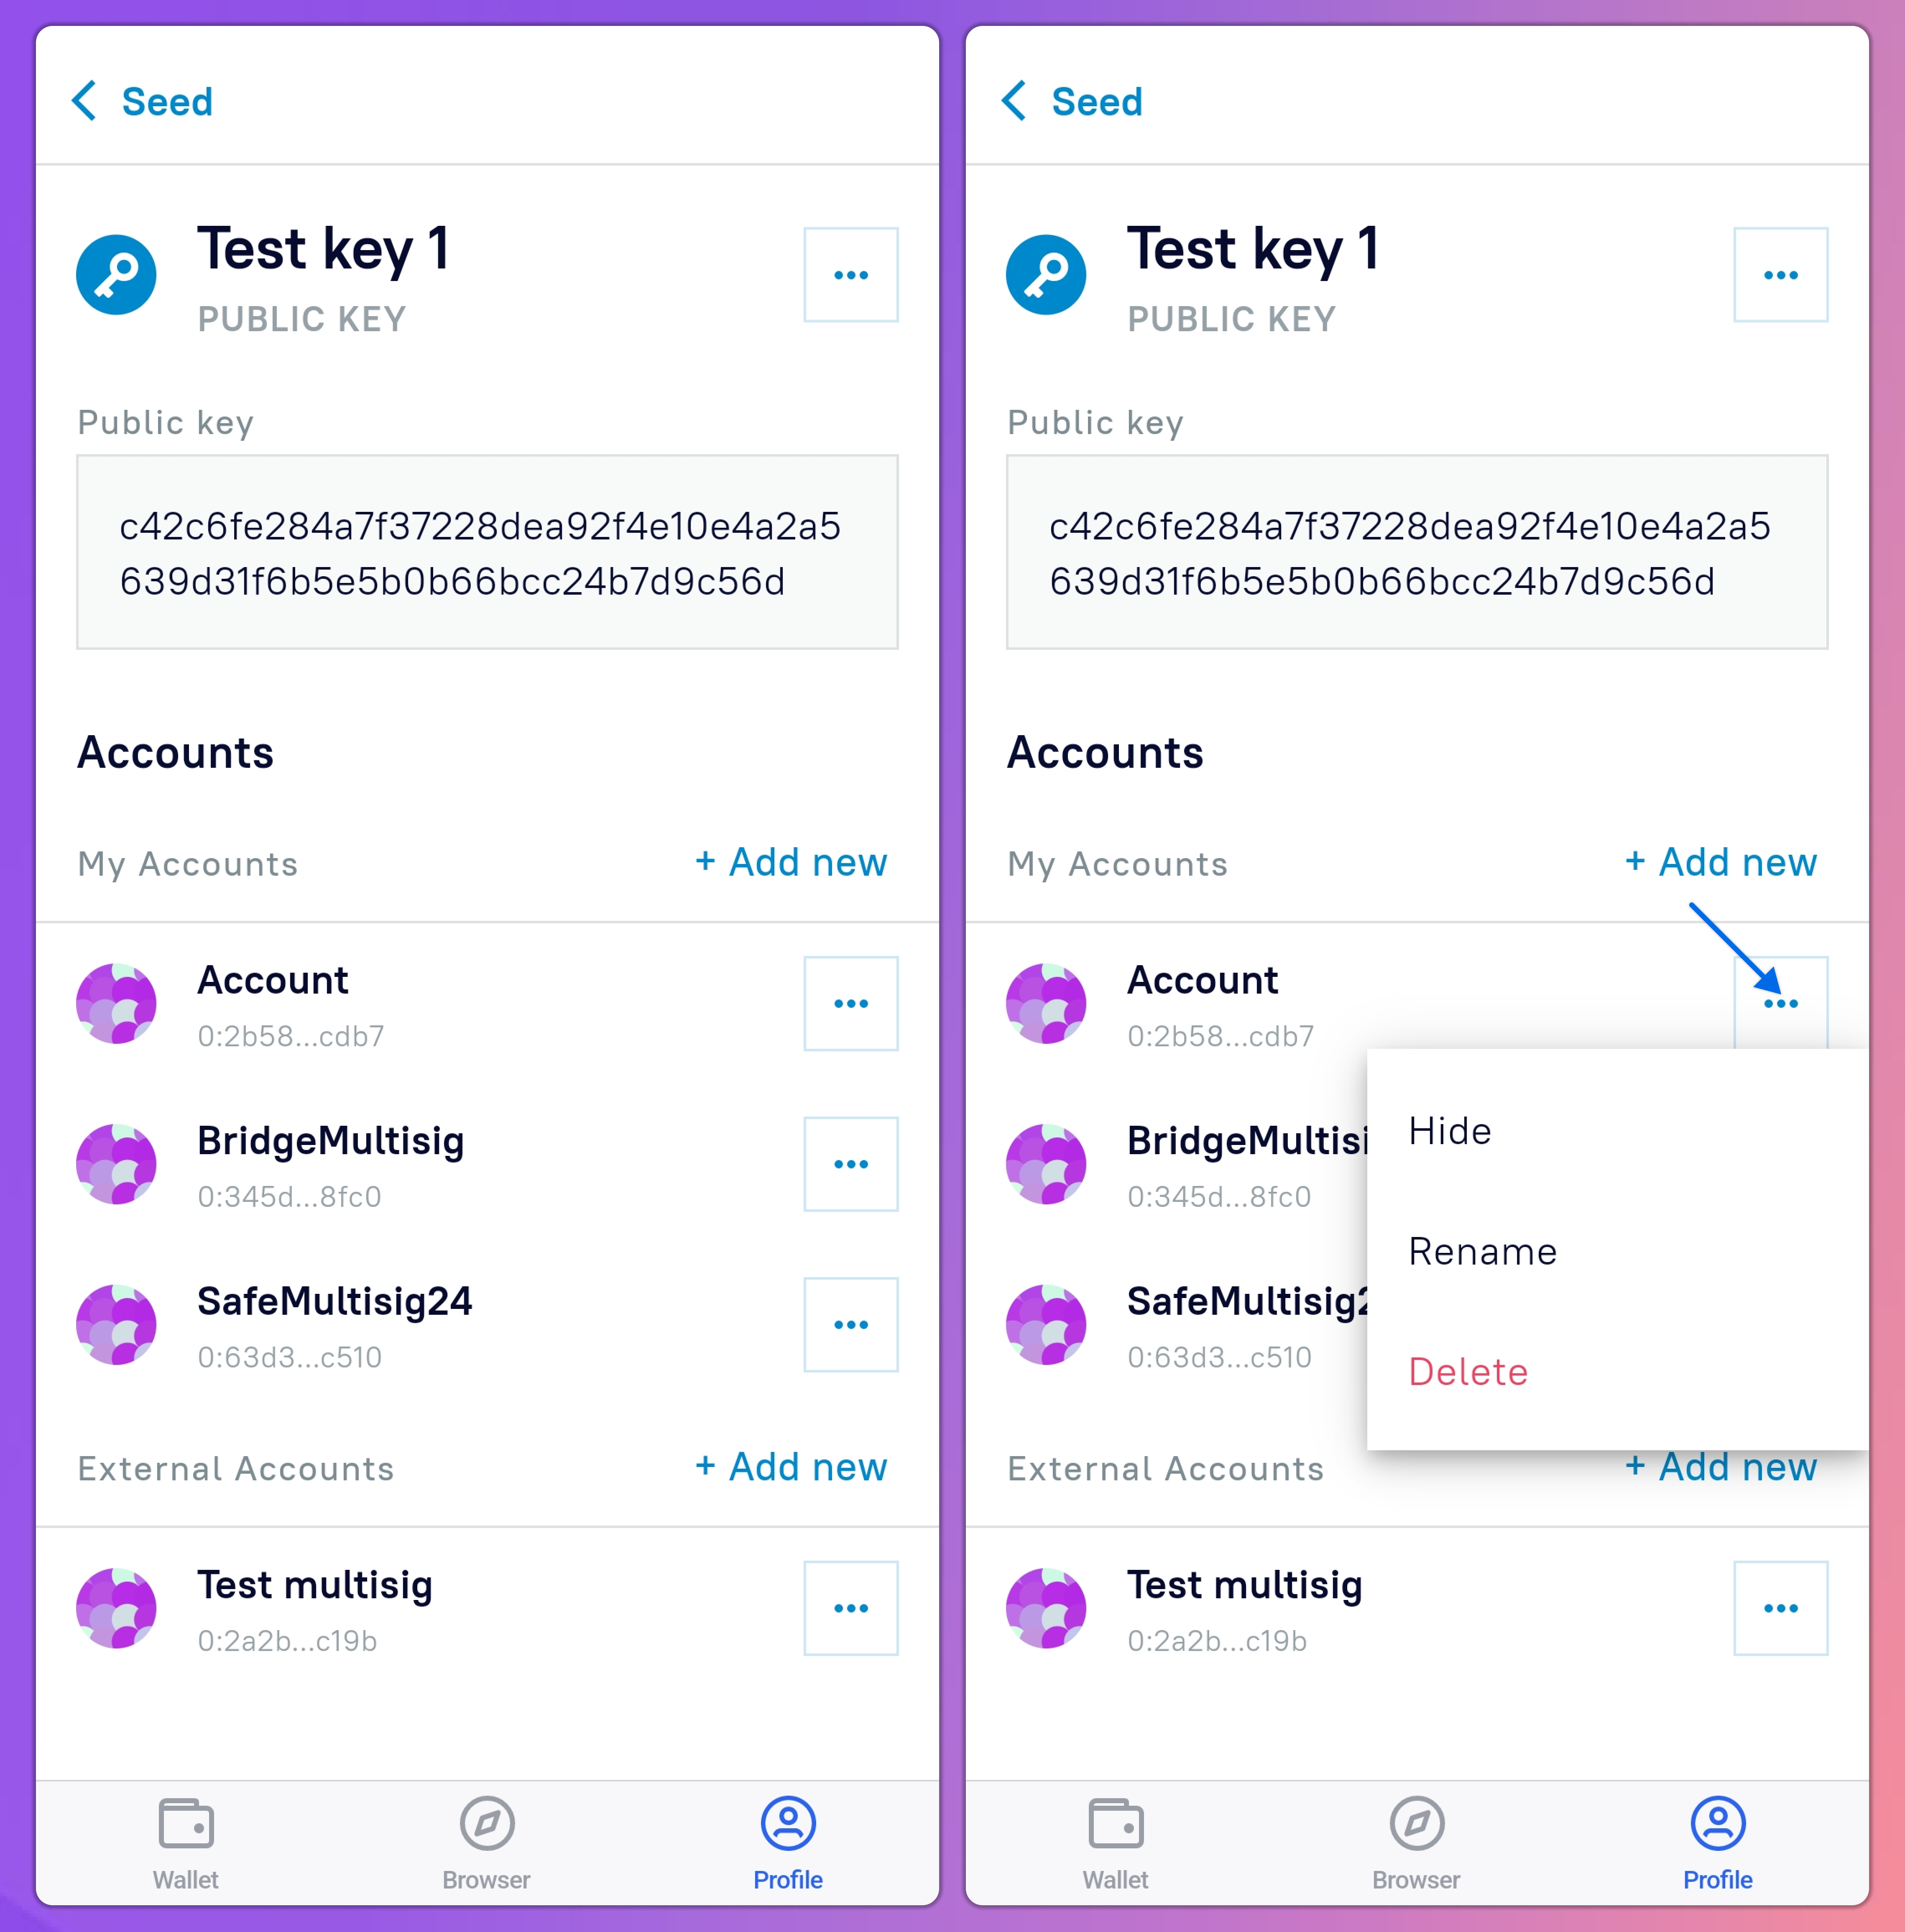 Seed
Test key 1
PUBLIC KEY
Public key
c42c6fe284a7f37228dea92f4e10e4a2a5
639d31f6b5e5b0b66bcc24b7d9c56d
Accounts
My Accounts
+ Add new
Account
0:2b58...cdb7
BridgeMultisig
0:345d...8fc0
SafeMultisig24
0:63d3...c510
External Accounts
+ Add new
Test multisig
0:2a2b...c19b
Wallet
Browser
Profile
Seed
Test key 1
PUBLIC KEY
Public key
c42c6fe284a7f37228dea92f4e10e4a2a5
639d31f6b5e5b0b66bcc24b7d9c56d
Accounts
My Accounts
+ Add new
Account
0:2b58...cdb7
BridgeMultisi
0:345d...8fc0
SafeMultisig2
0:63d3...c510
Hide
Rename
Delete
External Accounts
+ Add new
Test multisig
0:2a2b...c19b
Wallet
Browser
Profile